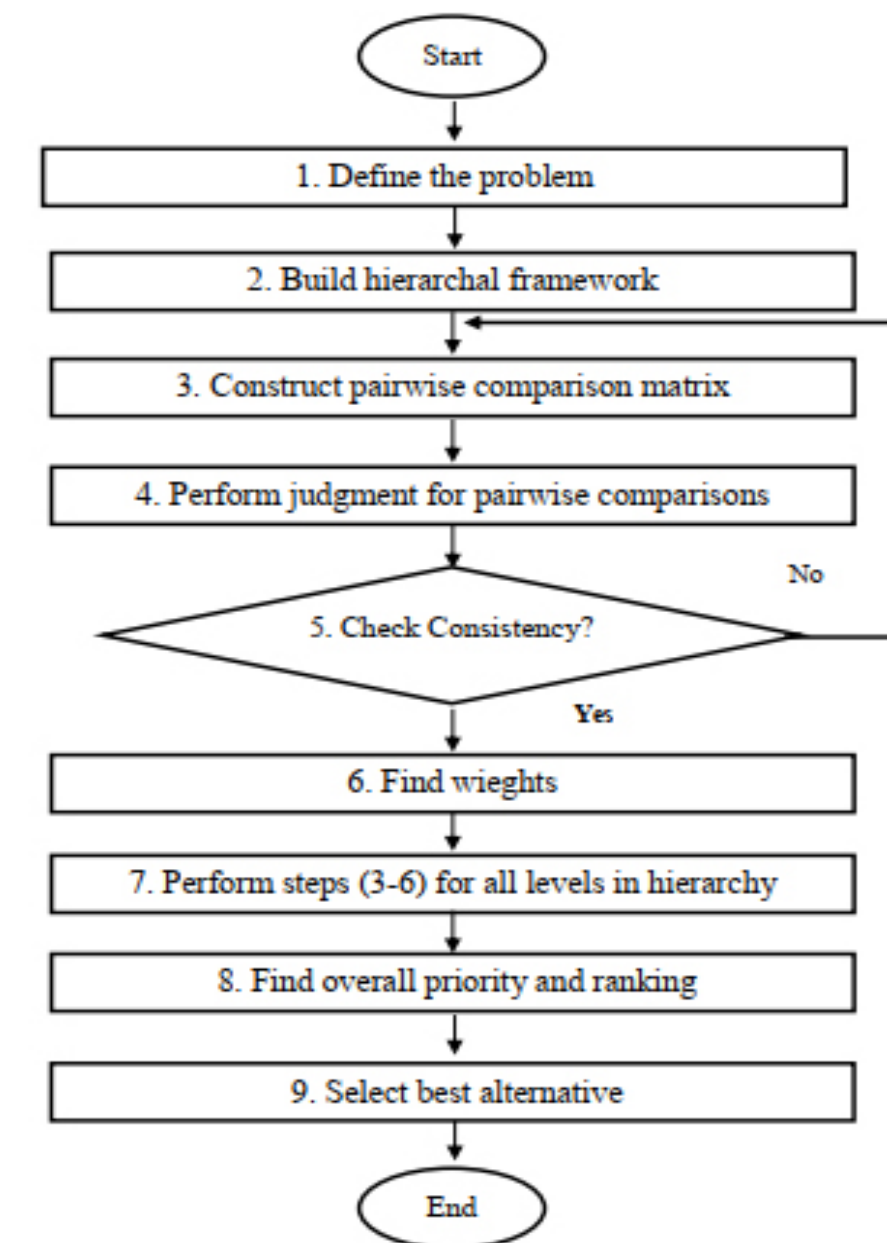 Start
1. Define the problem
2. Build hierarchal framework
3. Construct pairwise comparison matrix
4. Perform judgment for pairwise comparisons
No
5. Check Consistency?
Yes
6. Find wieghts
7. Perform steps (3-6) for all levels in hierarchy
8. Find overall priority and ranking
9. Select best alternative
End